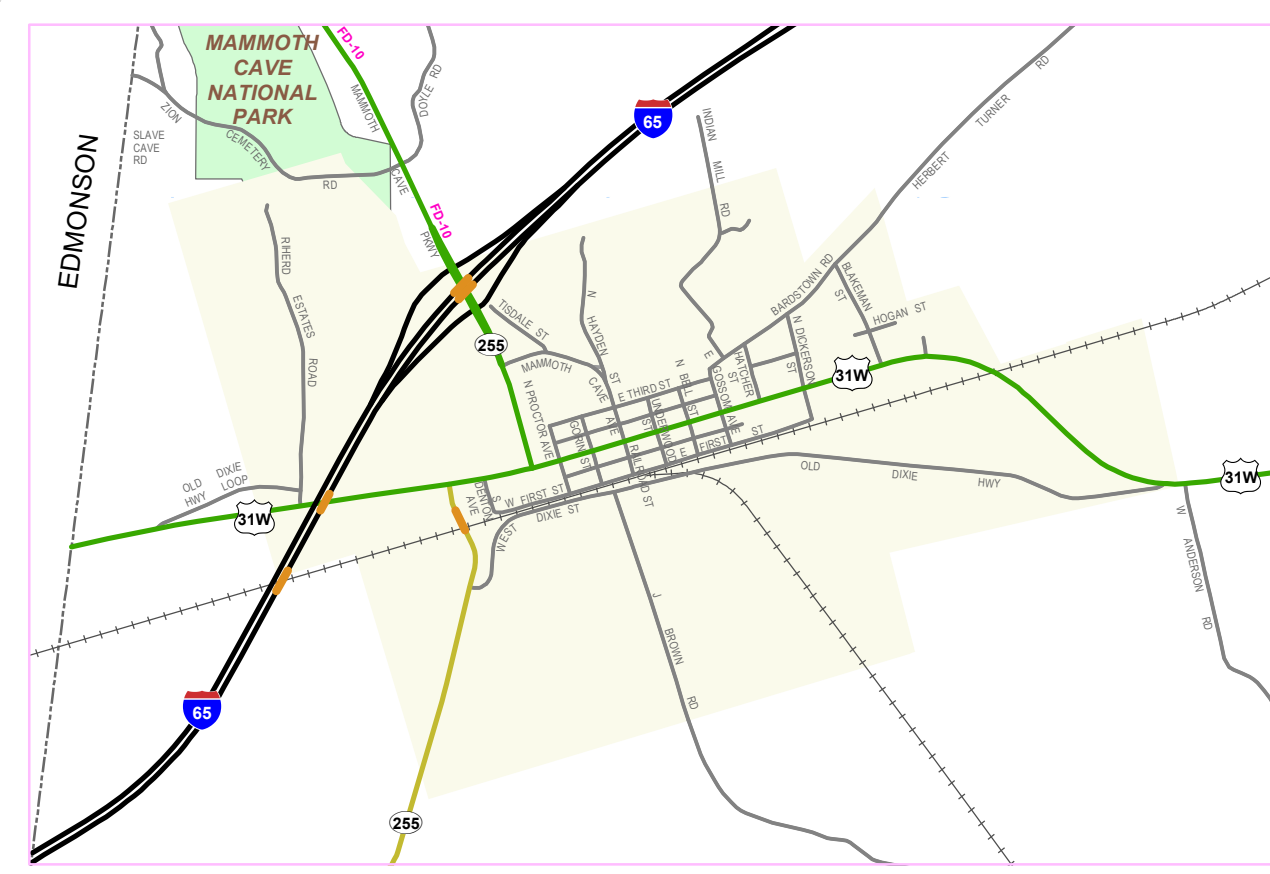 MAMMOTH
CAVE
NATIONAL
PARK
FD-10
MAMMOTH
CAVE
PKWY
FD-10
DOYLE RD
65
INDIAN
MILL
RD
HERBERT
TURNER
RD
ZION
CEMETERY
RD
SLAVE
CAVE
RD
EDMONSON
RIHERD
ESTATES
ROAD
255
TISDALE ST
MAMMOTH
CAVE
AVE
N
HAYDEN
ST
N PROCTOR AVE
E THIRD ST
N BELL
ST
E
GOSSOM AVE
HATCHER
ST
BARDSTOWN RD
N DICKERSON
ST
BLAKEMAN
ST
HOGAN ST
31W
GORIN ST
UNDERWOOD
ST
RAILROAD ST
E FIRST ST
OLD
HWY
DIXIE
LOOP
31W
S
DENTON
AVE
W FIRST ST
WEST
DIXIE ST
OLD
DIXIE
HWY
31W
W
ANDERSON
RD
J
BROWN
RD
65
255